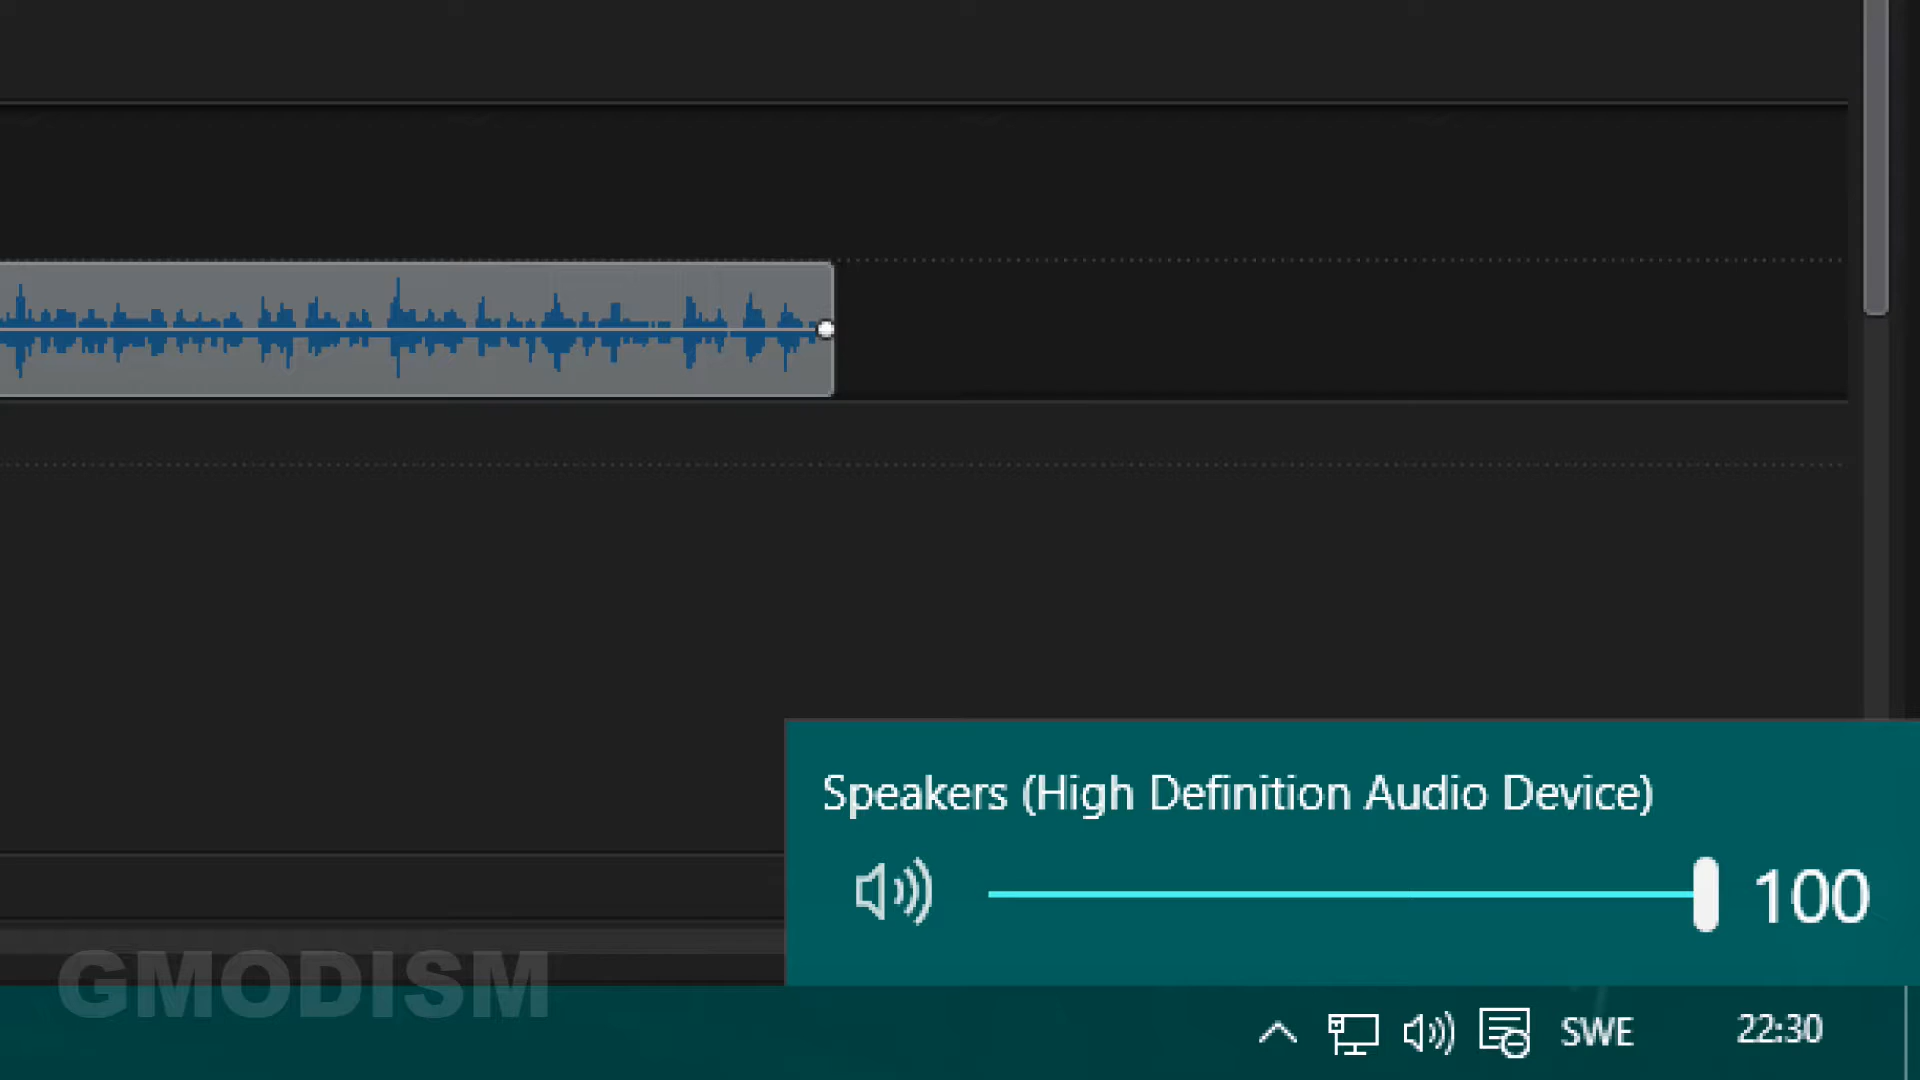 Speakers (High Definition Audio Device)
100
GMODISM
SWE
22:30